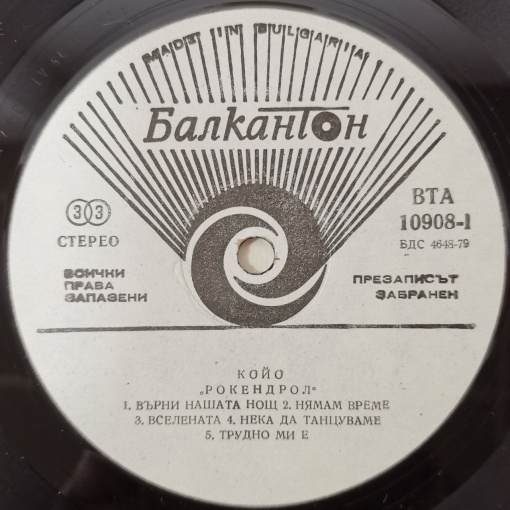 MADE IN BULGARIA
БалканТон
33
СТЕРЕО
ВТА
10908-1
БДС 4648-79
ВСИЧКИ
ПРАВА
ЗАПАЗЕНИ
ПРЕЗАПИСЪТ
ЗАБРАНЕН
КОЙО
„РОКЕНДРОЛ“
1. ВЪРНИ НАШАТА НОЩ 2. НЯМАМ ВРЕМЕ
3. ВСЕЛЕНАТА 4. НЕКА ДА ТАНЦУВАМЕ
5. ТРУДНО МИ Е